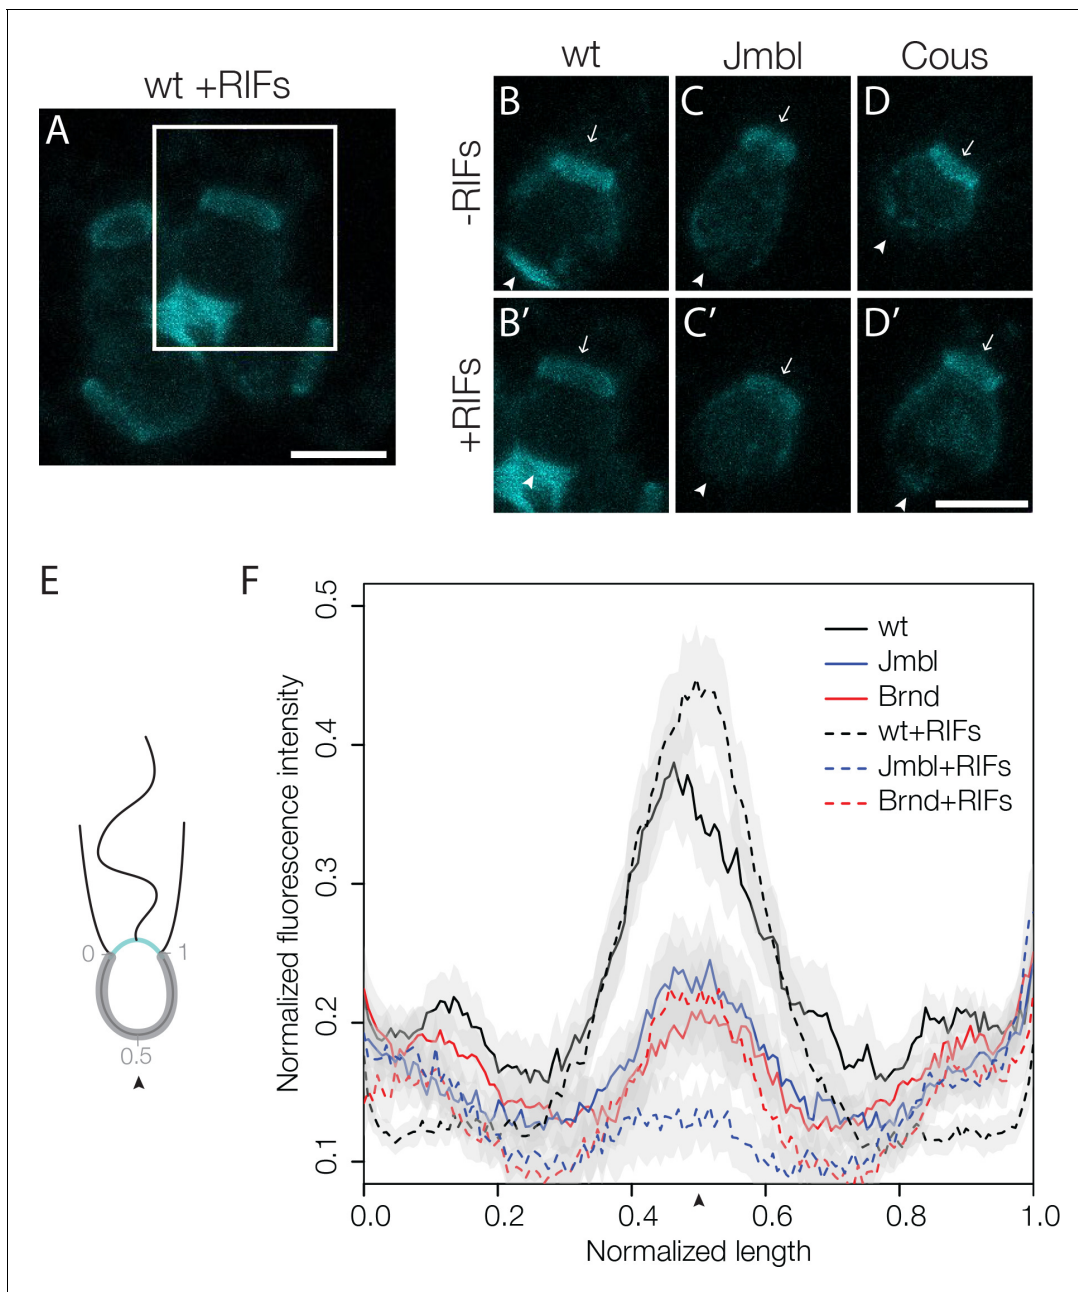 wt +RIFs
A
wt Jmbl Cous
-RIFs
B C D
+RIFs
B′ C′ D′
E
0 1
0.5
F
Normalized fluorescence intensity
0.5
0.4
0.3
0.2
0.1
wt
Jmbl
Brnd
wt+RIFs
Jmbl+RIFs
Brnd+RIFs
0.0 0.2 0.4 0.6 0.8 1.0
Normalized length